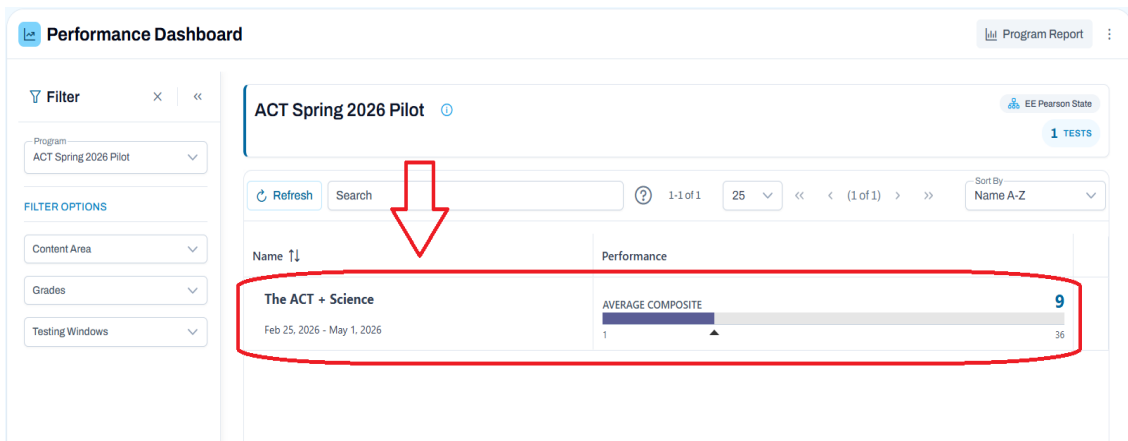 Performance Dashboard
Program Report
Filter
Program
ACT Spring 2026 Pilot
FILTER OPTIONS
Content Area
Grades
Testing Windows
ACT Spring 2026 Pilot
EE Pearson State
1 TESTS
Refresh
Search
1-1 of 1
25
(1 of 1)
Sort By
Name A-Z
Name
Performance
The ACT + Science
Feb 25, 2026 - May 1, 2026
AVERAGE COMPOSITE
9
1
36